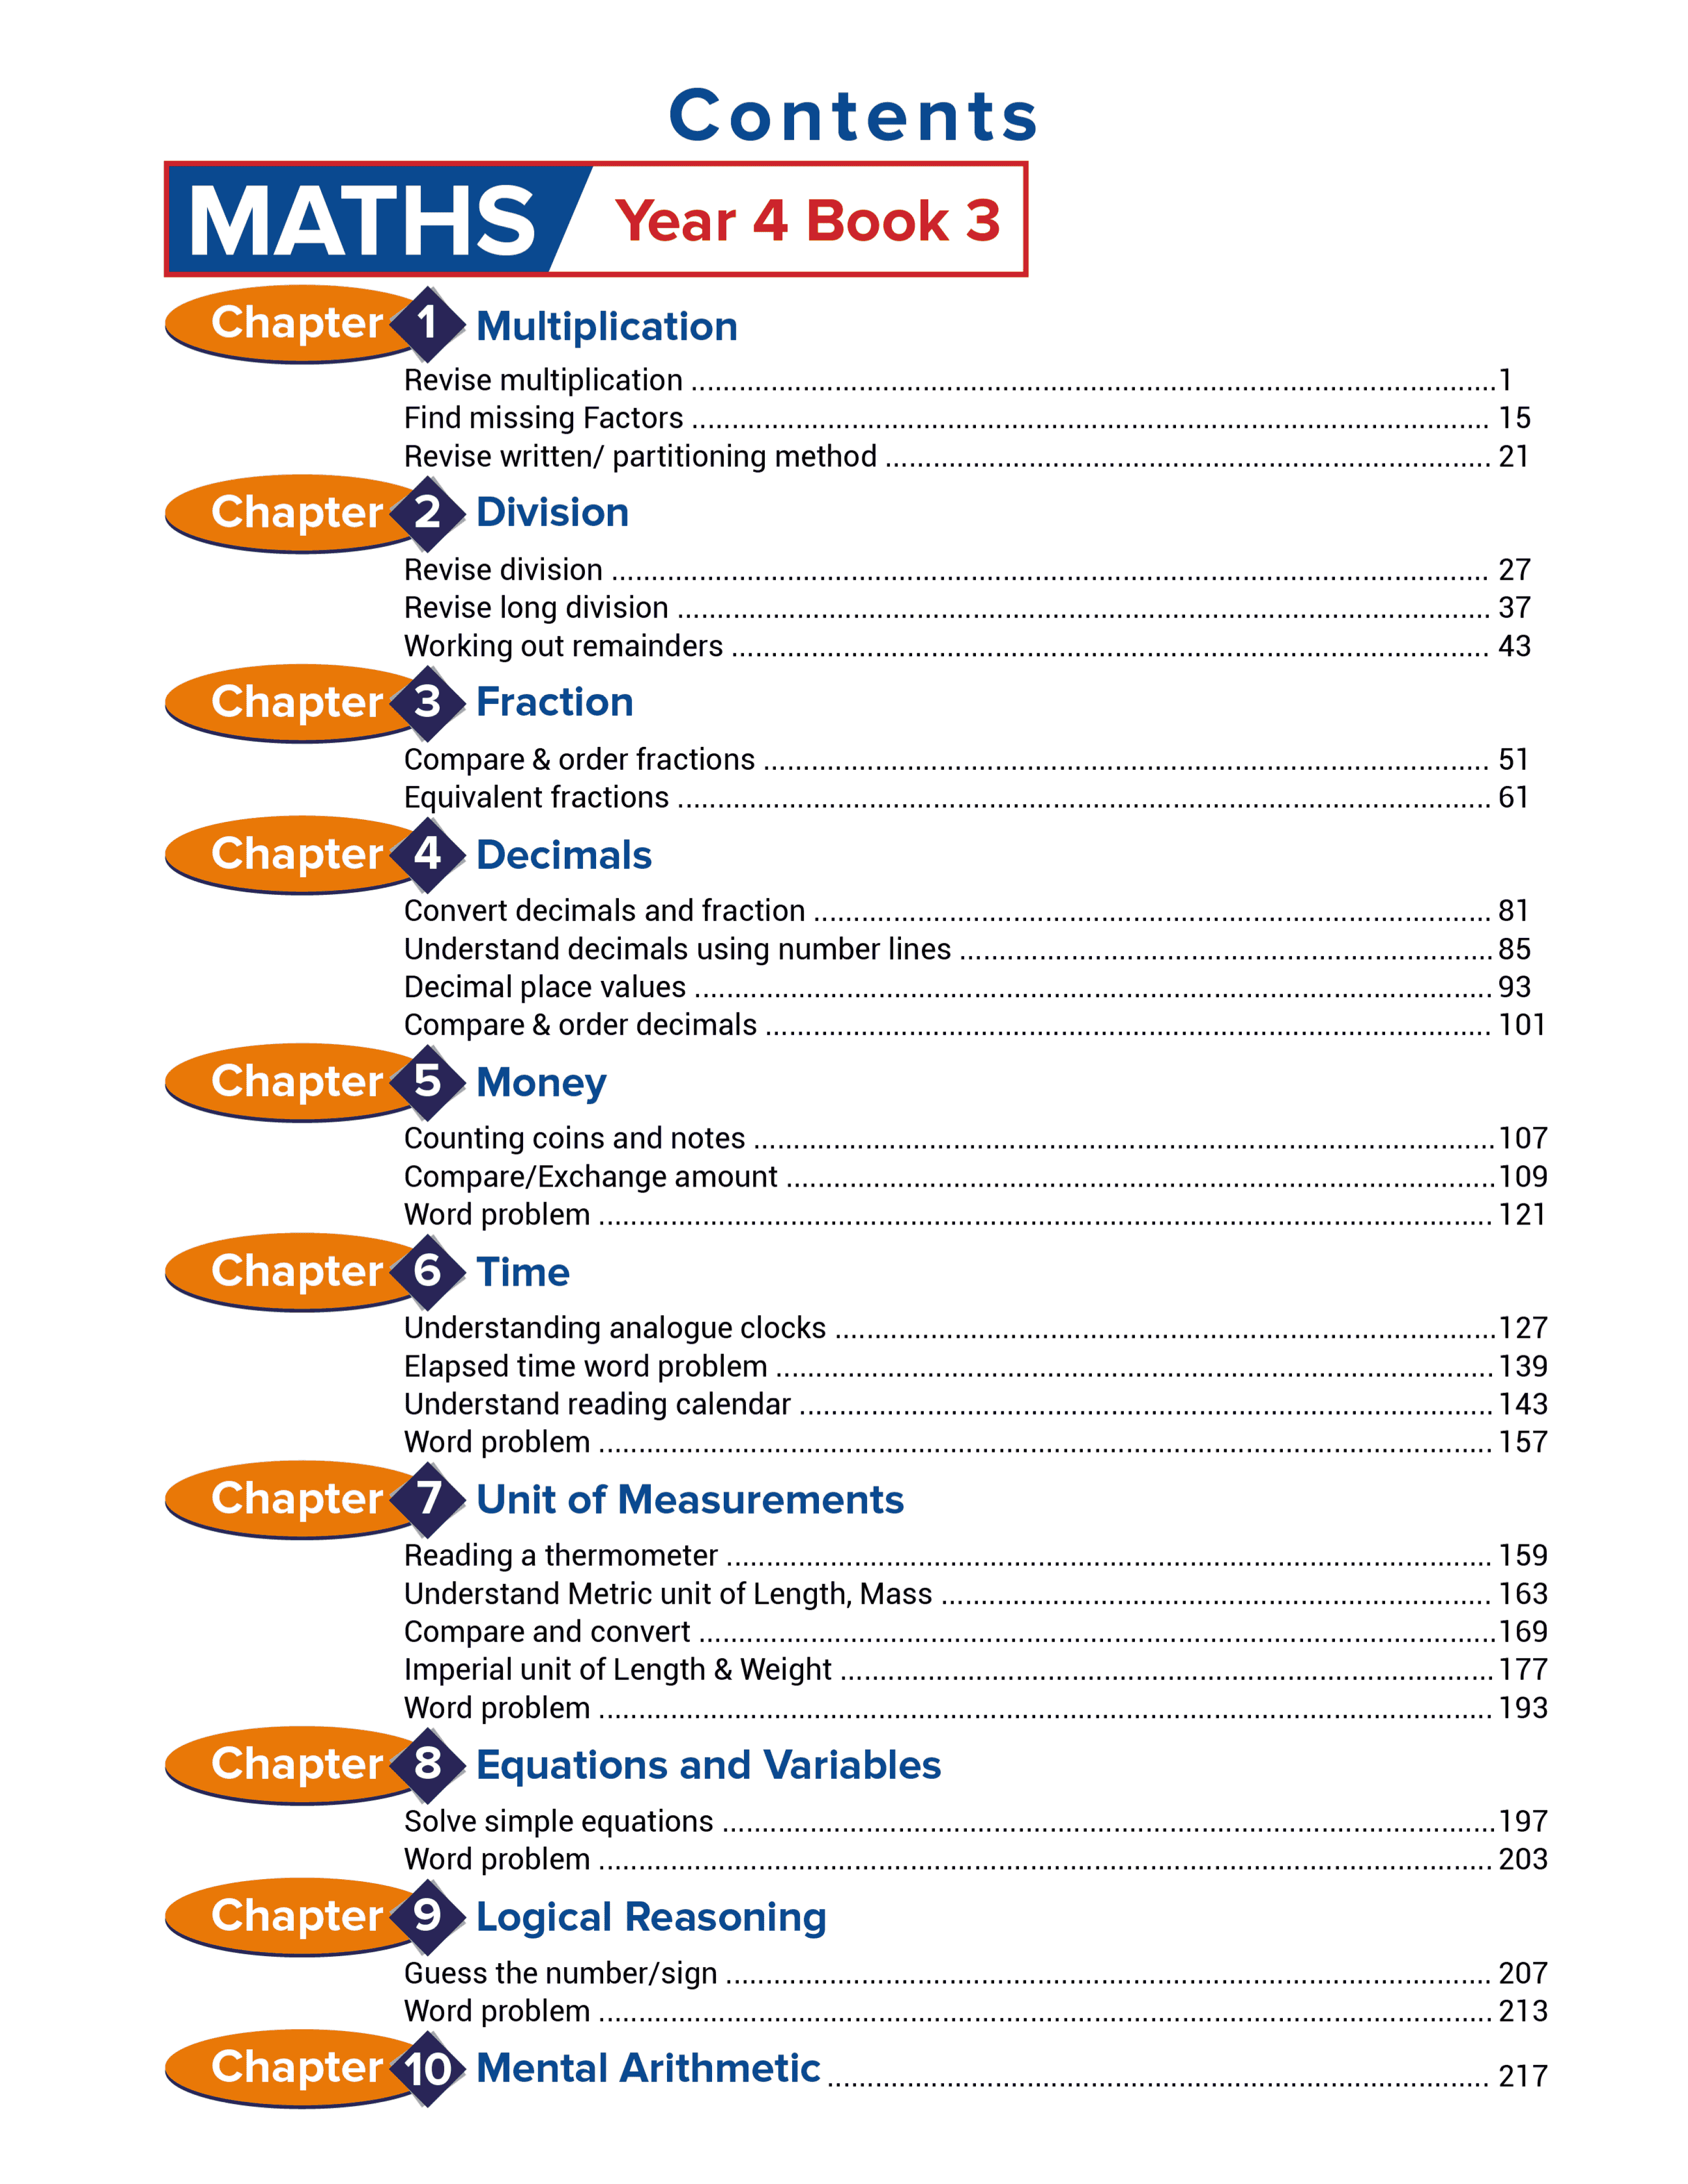 Contents
MATHS Year 4 Book 3
Chapter 1 Multiplication
Revise multiplication ........................................ 1
Find missing Factors ........................................ 15
Revise written/ partitioning method ........................................ 21
Chapter 2 Division
Revise division ........................................ 27
Revise long division ........................................ 37
Working out remainders ........................................ 43
Chapter 3 Fraction
Compare & order fractions ........................................ 51
Equivalent fractions ........................................ 61
Chapter 4 Decimals
Convert decimals and fraction ........................................ 81
Understand decimals using number lines ........................................ 85
Decimal place values ........................................ 93
Compare & order decimals ........................................ 101
Chapter 5 Money
Counting coins and notes ........................................ 107
Compare/Exchange amount ........................................ 109
Word problem ........................................ 121
Chapter 6 Time
Understanding analogue clocks ........................................ 127
Elapsed time word problem ........................................ 139
Understand reading calendar ........................................ 143
Word problem ........................................ 157
Chapter 7 Unit of Measurements
Reading a thermometer ........................................ 159
Understand Metric unit of Length, Mass ........................................ 163
Compare and convert ........................................ 169
Imperial unit of Length & Weight ........................................ 177
Word problem ........................................ 193
Chapter 8 Equations and Variables
Solve simple equations ........................................ 197
Word problem ........................................ 203
Chapter 9 Logical Reasoning
Guess the number/sign ........................................ 207
Word problem ........................................ 213
Chapter 10 Mental Arithmetic ........................................ 217